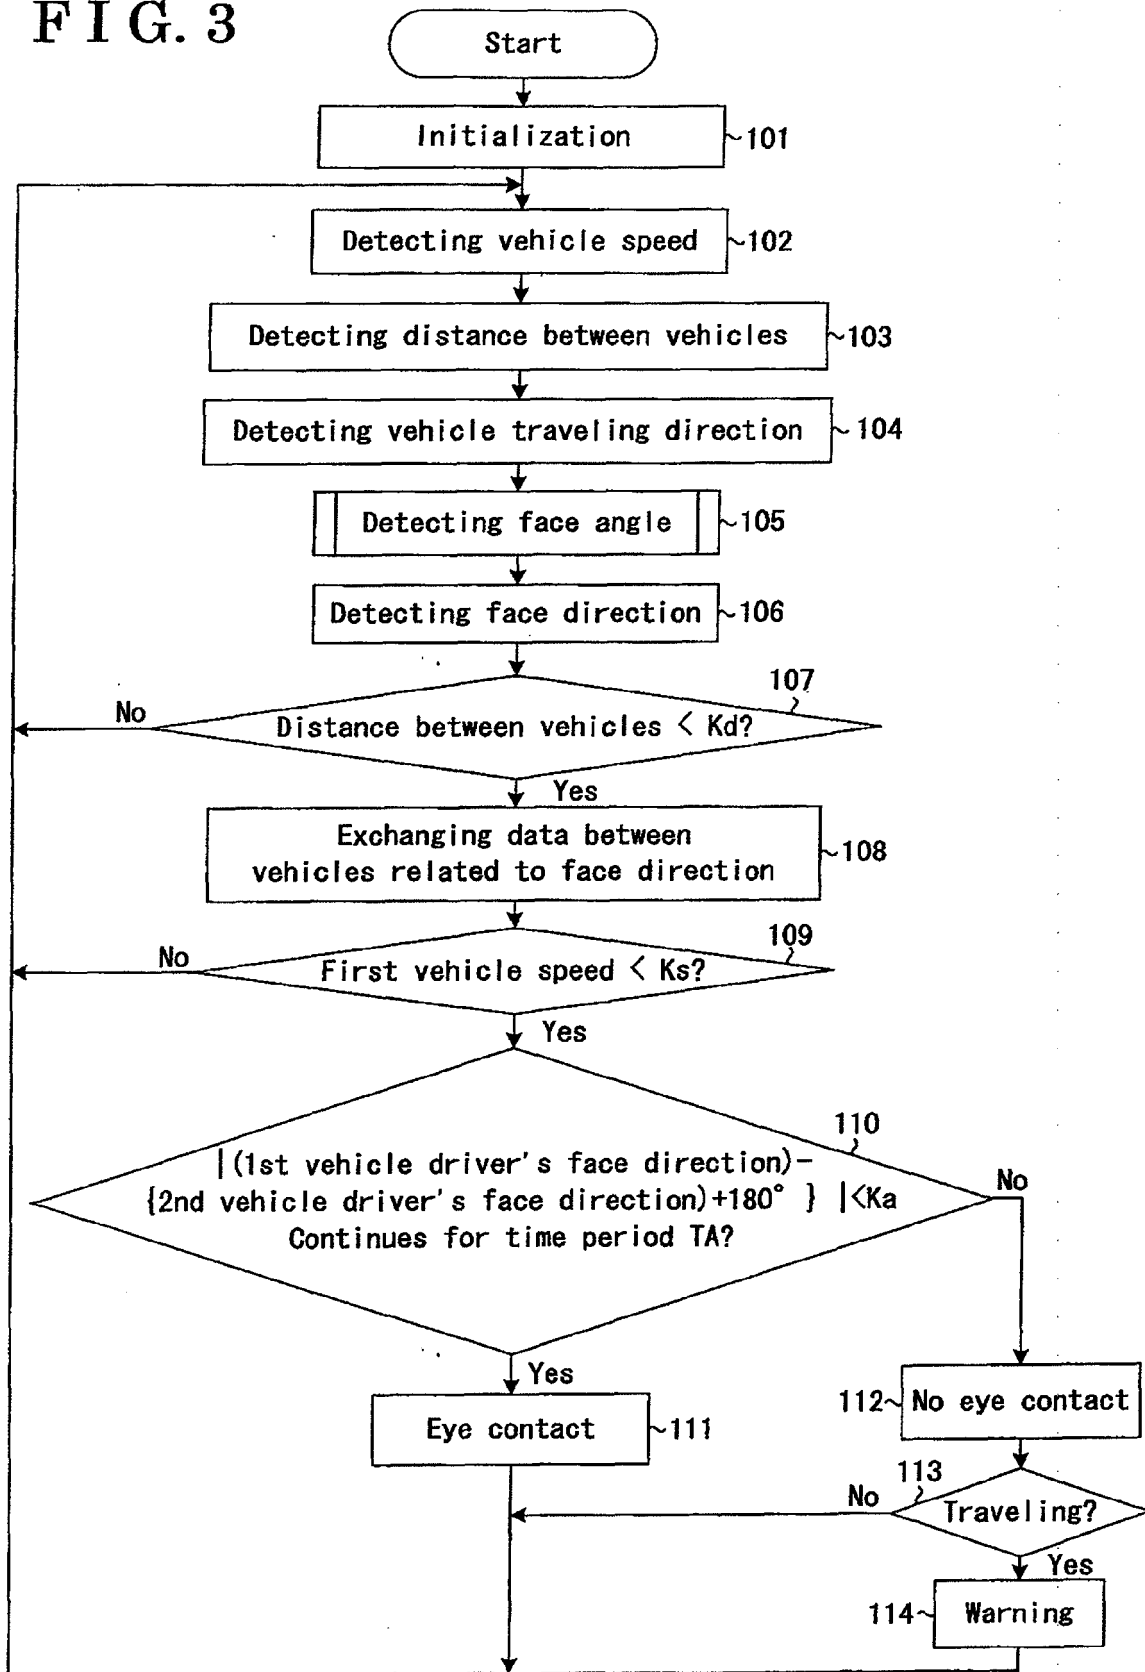 FIG. 3
Start
Initialization
101
Detecting vehicle speed
102
Detecting distance between vehicles
103
Detecting vehicle traveling direction
104
Detecting face angle
105
Detecting face direction
106
107
No
Distance between vehicles < Kd?
Yes
Exchanging data between
vehicles related to face direction
108
109
No
First vehicle speed < Ks?
Yes
110
|(1st vehicle driver's face direction)-
{2nd vehicle driver's face direction)+180° } |<Ka
Continues for time period TA?
No
Yes
Eye contact
111
112
No eye contact
113
No
Traveling?
Yes
114
Warning